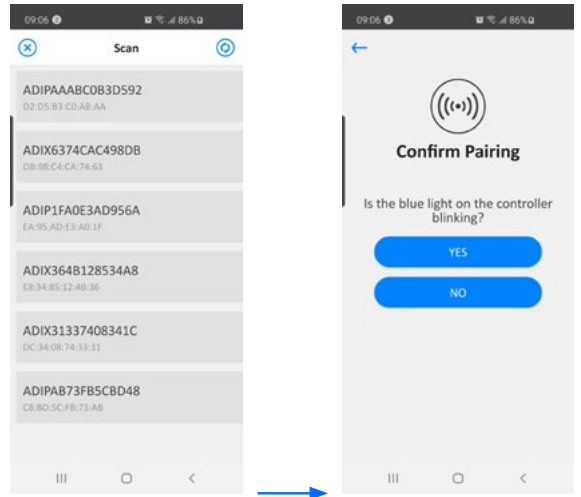 09:06
86%
Scan
ADIPAAABC0B3D592
D2:D5:B3:C0:AB:AA
ADIX6374CAC498DB
DB:98:C4:CA:74:63
ADIP1FA0E3AD956A
EA:95:AD:E3:A0:1F
ADIX364B128534A8
E8:34:85:12:4B:36
ADIX31337408341C
DC:34:08:74:33:31
ADIPAB73FB5CBD48
C8:BD:5C:FB:73:AB
09:06
86%
Confirm Pairing
Is the blue light on the controller
blinking?
YES
NO